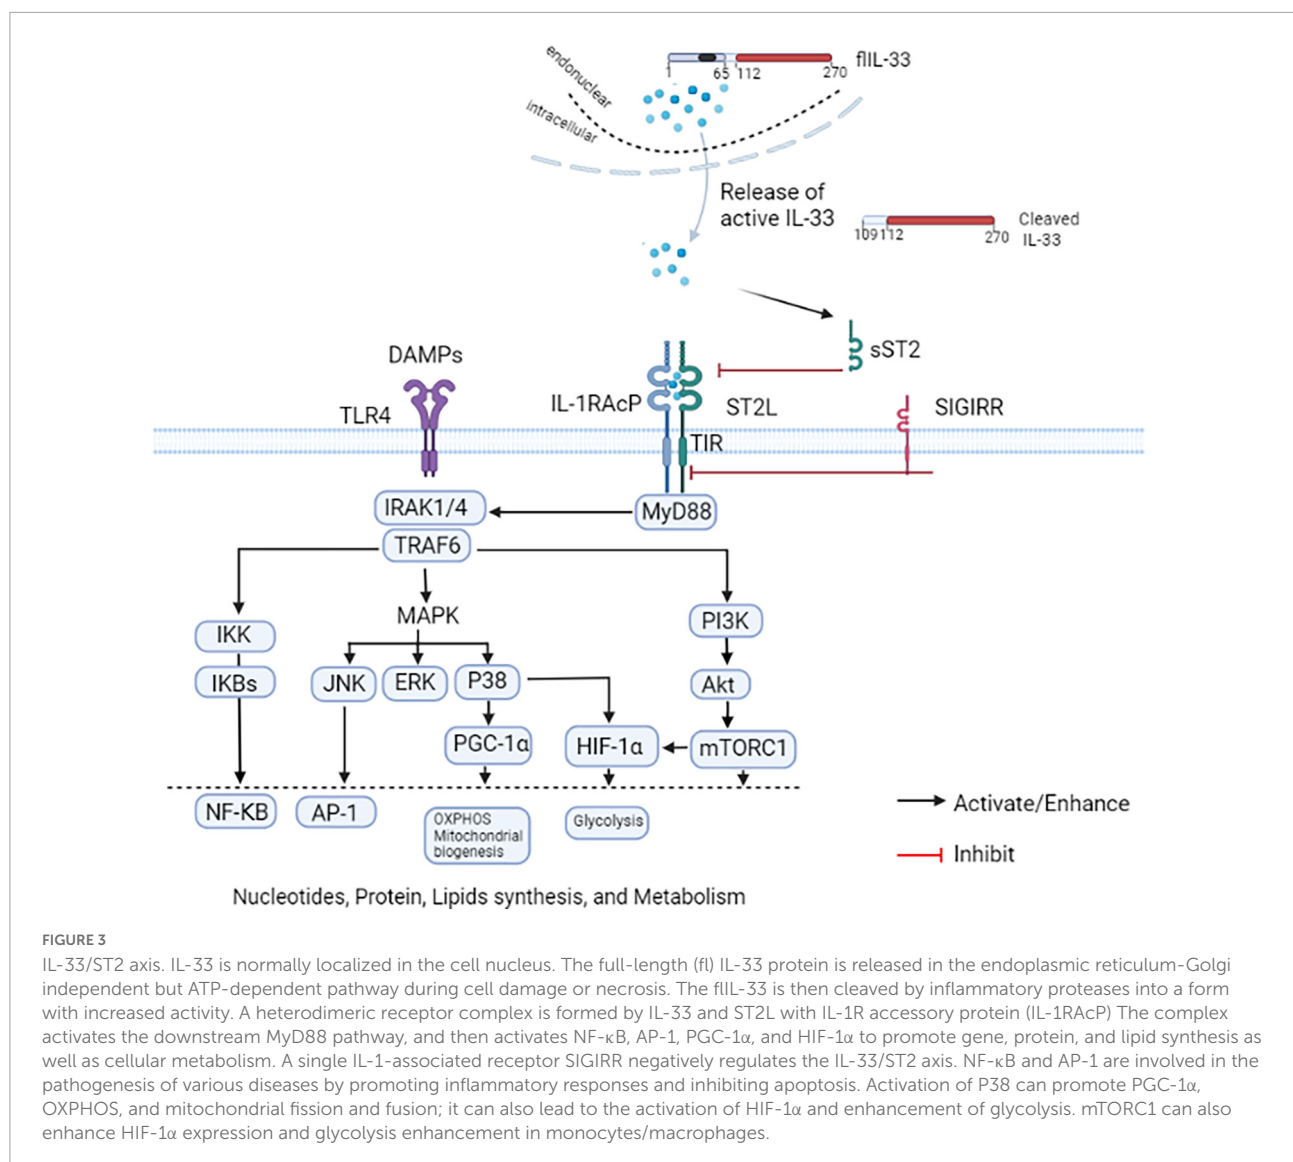 endonuclear
intracellular
flIL-33
1
65
112
270
Release of
active IL-33
109
112
270
Cleaved
IL-33
sST2
DAMPs
TLR4
IL-1RAcP
ST2L
SIGIRR
TIR
IRAK1/4
MyD88
TRAF6
MAPK
IKK
PI3K
IKBs
JNK
ERK
P38
Akt
PGC-1α
HIF-1α
mTORC1
NF-KB
AP-1
OXPHOS
Mitochondrial
biogenesis
Glycolysis
Activate/Enhance
Inhibit
Nucleotides, Protein, Lipids synthesis, and Metabolism
FIGURE 3
IL-33/ST2 axis. IL-33 is normally localized in the cell nucleus. The full-length (fl) IL-33 protein is released in the endoplasmic reticulum-Golgi
independent but ATP-dependent pathway during cell damage or necrosis. The flIL-33 is then cleaved by inflammatory proteases into a form
with increased activity. A heterodimeric receptor complex is formed by IL-33 and ST2L with IL-1R accessory protein (IL-1RAcP) The complex
activates the downstream MyD88 pathway, and then activates NF-κB, AP-1, PGC-1α, and HIF-1α to promote gene, protein, and lipid synthesis as
well as cellular metabolism. A single IL-1-associated receptor SIGIRR negatively regulates the IL-33/ST2 axis. NF-κB and AP-1 are involved in the
pathogenesis of various diseases by promoting inflammatory responses and inhibiting apoptosis. Activation of P38 can promote PGC-1α,
OXPHOS, and mitochondrial fission and fusion; it can also lead to the activation of HIF-1α and enhancement of glycolysis. mTORC1 can also
enhance HIF-1α expression and glycolysis enhancement in monocytes/macrophages.